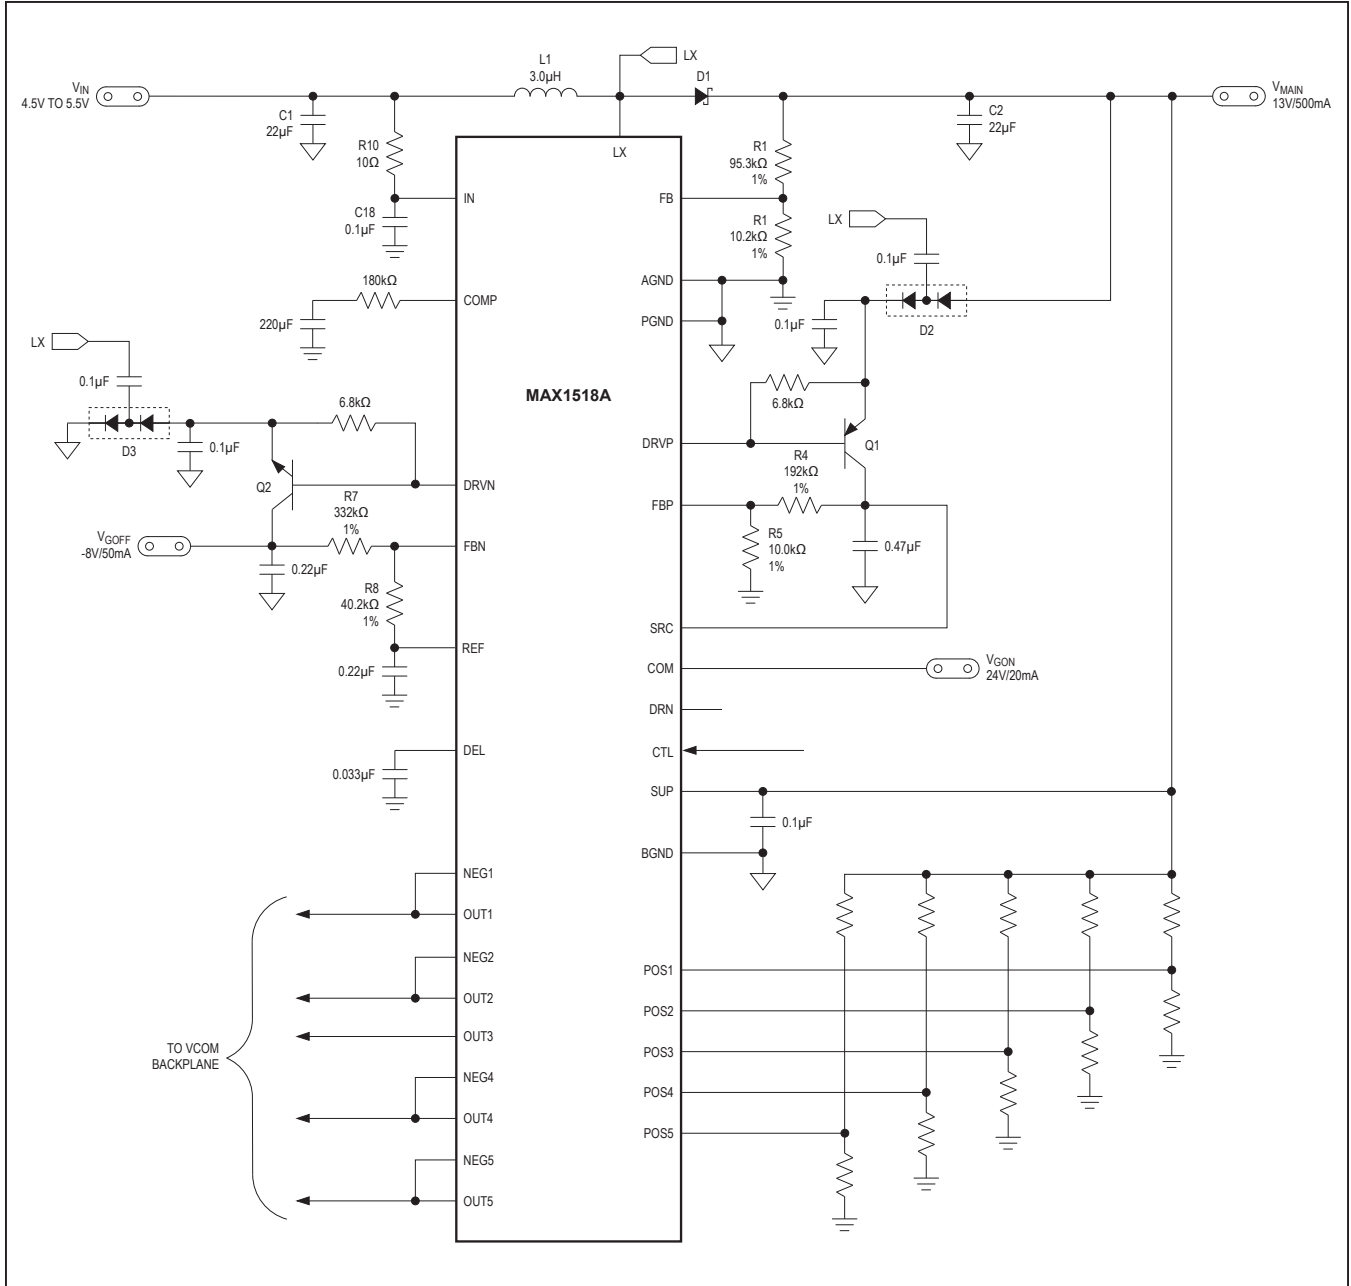 LX
L1
3.0µH
D1
V_IN
4.5V TO 5.5V
C1
22µF
C2
22µF
V_MAIN
13V/500mA
R10
10Ω
LX
R1
95.3kΩ
1%
IN
FB
C18
0.1µF
R1
10.2kΩ
1%
LX
0.1µF
180kΩ
COMP
AGND
220µF
PGND
0.1µF
D2
LX
0.1µF
MAX1518A
6.8kΩ
6.8kΩ
D3
0.1µF
DRVP
Q1
Q2
DRVN
R4
192kΩ
1%
R7
332kΩ
1%
FBP
V_GOFF
-8V/50mA
FBN
R5
10.0kΩ
1%
0.47µF
0.22µF
R8
40.2kΩ
1%
SRC
REF
0.22µF
COM
V_GON
24V/20mA
DRN
DEL
CTL
0.033µF
SUP
0.1µF
BGND
NEG1
OUT1
NEG2
POS1
OUT2
POS2
OUT3
TO VCOM
BACKPLANE
POS3
NEG4
POS4
OUT4
POS5
NEG5
OUT5